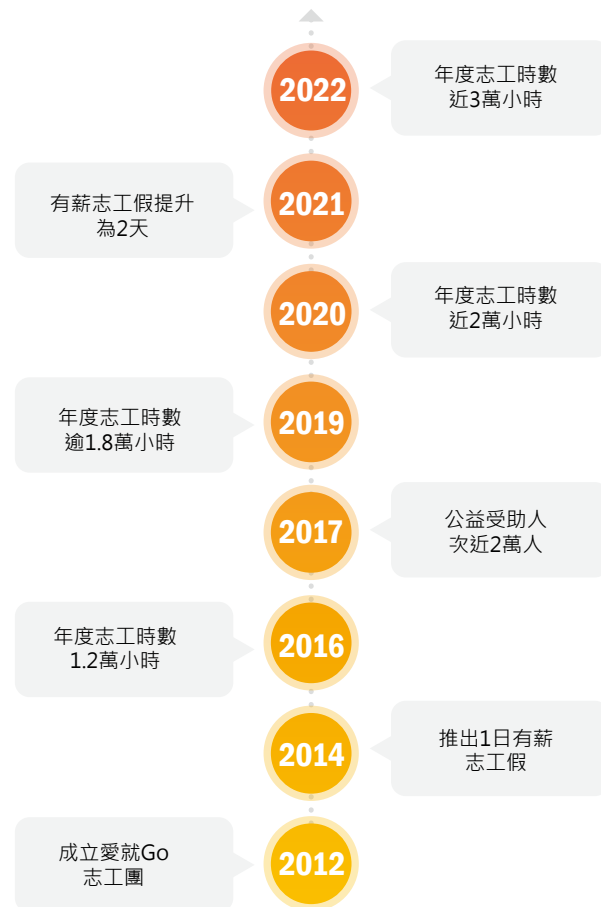 2022
年度志工時數
近3萬小時
2021
有薪志工假提升
為2天
2020
年度志工時數
近2萬小時
2019
年度志工時數
逾1.8萬小時
2017
公益受助人
次近2萬人
2016
年度志工時數
1.2萬小時
2014
推出1日有薪
志工假
2012
成立愛就Go
志工團